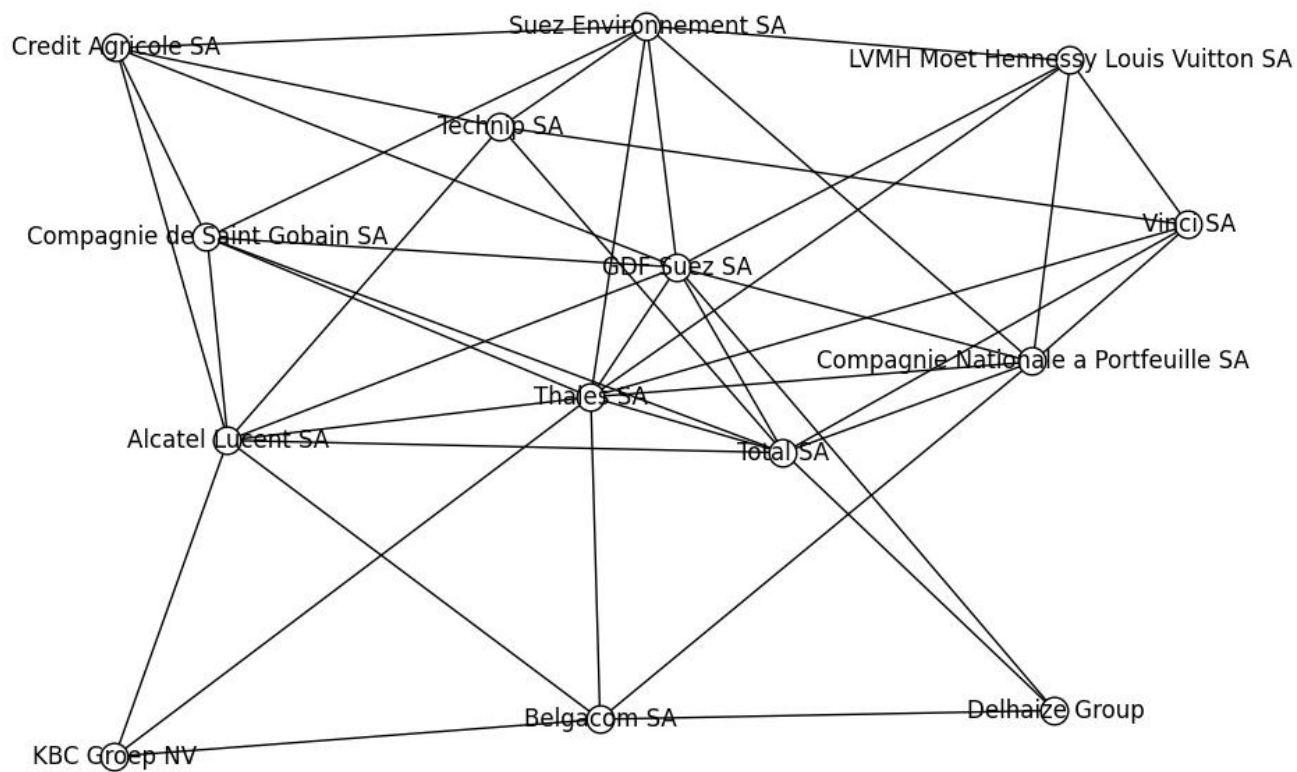 Suez Environnement SA
Credit Agricole SA
LVMH Moet Hennessy Louis Vuitton SA
Technip SA
Vinci SA
Compagnie de Saint Gobain SA
GDF Suez SA
Compagnie Nationale a Portfeuille SA
Thales SA
Alcatel Lucent SA
Total SA
Delhaize Group
Belgacom SA
KBC Groep NV